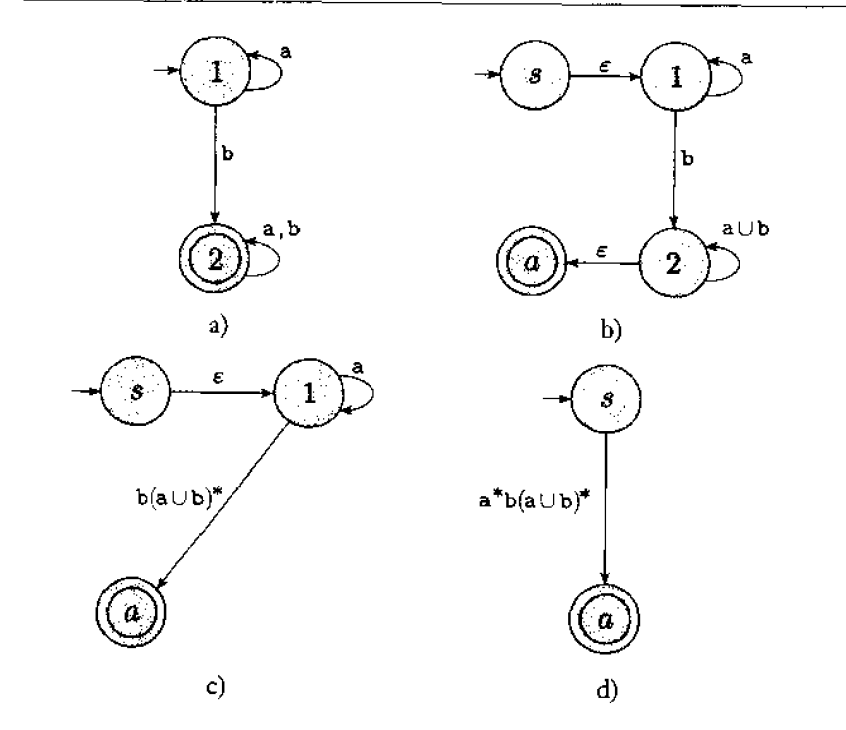 1 a
b
2 a,b
a)
s ε 1 a
b
a ε 2 a∪b
b)
s ε 1 a
b(a∪b)*
a
c)
s
a*b(a∪b)*
a
d)